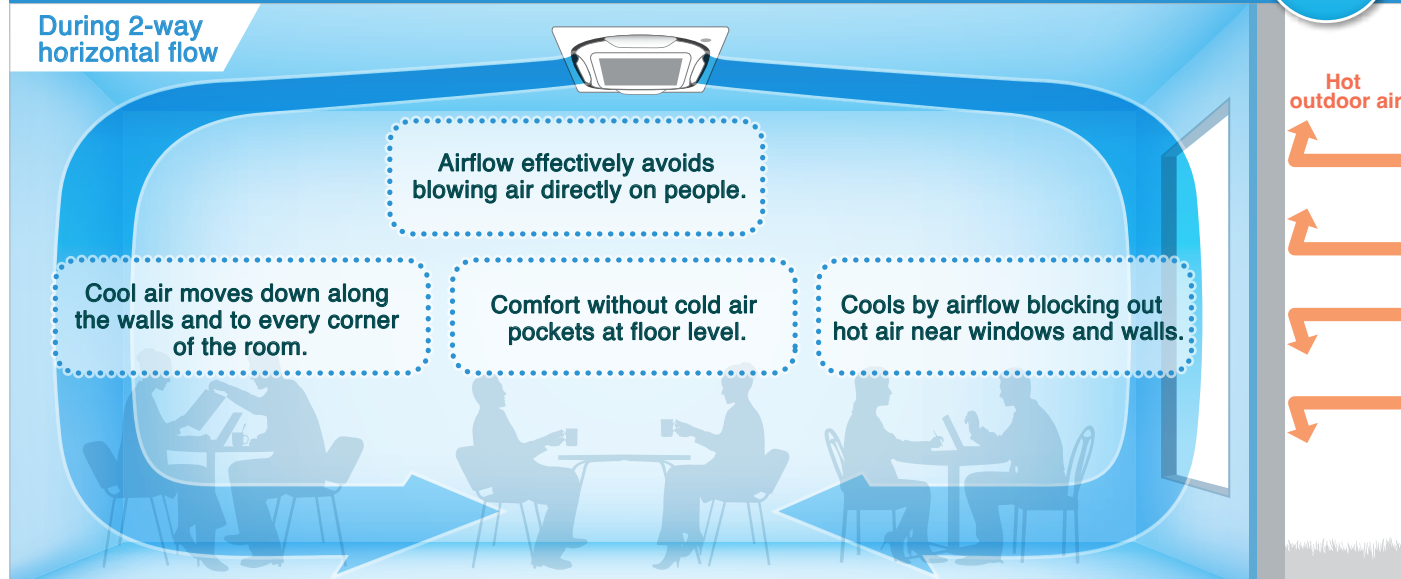 During 2-way
horizontal flow
Hot
outdoor air
Airflow effectively avoids
blowing air directly on people.
Cool air moves down along
the walls and to every corner
of the room.
Comfort without cold air
pockets at floor level.
Cools by airflow blocking out
hot air near windows and walls.